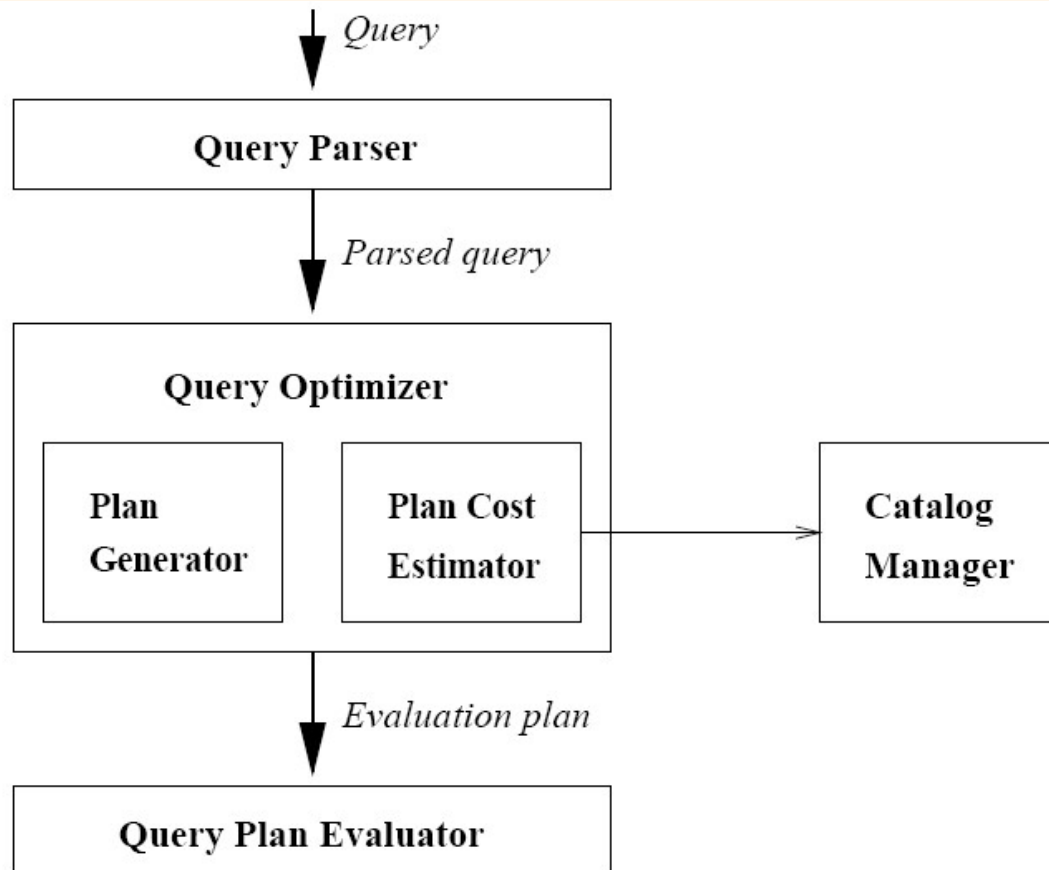 Query
Query Parser
Parsed query
Query Optimizer
Plan
Generator
Plan Cost
Estimator
Catalog
Manager
Evaluation plan
Query Plan Evaluator